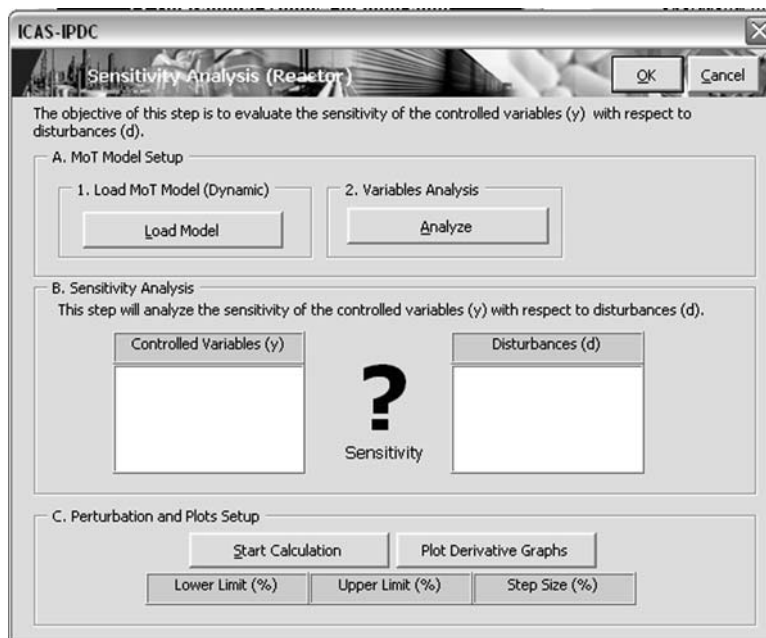 ICAS-IPDC
Sensitivity Analysis (Reactor)
OK
Cancel
The objective of this step is to evaluate the sensitivity of the controlled variables (y) with respect to
disturbances (d).
A. MoT Model Setup
1. Load MoT Model (Dynamic)
2. Variables Analysis
Load Model
Analyze
B. Sensitivity Analysis
This step will analyze the sensitivity of the controlled variables (y) with respect to disturbances (d).
Controlled Variables (y)
Disturbances (d)
?
Sensitivity
C. Perturbation and Plots Setup
Start Calculation
Plot Derivative Graphs
Lower Limit (%)
Upper Limit (%)
Step Size (%)